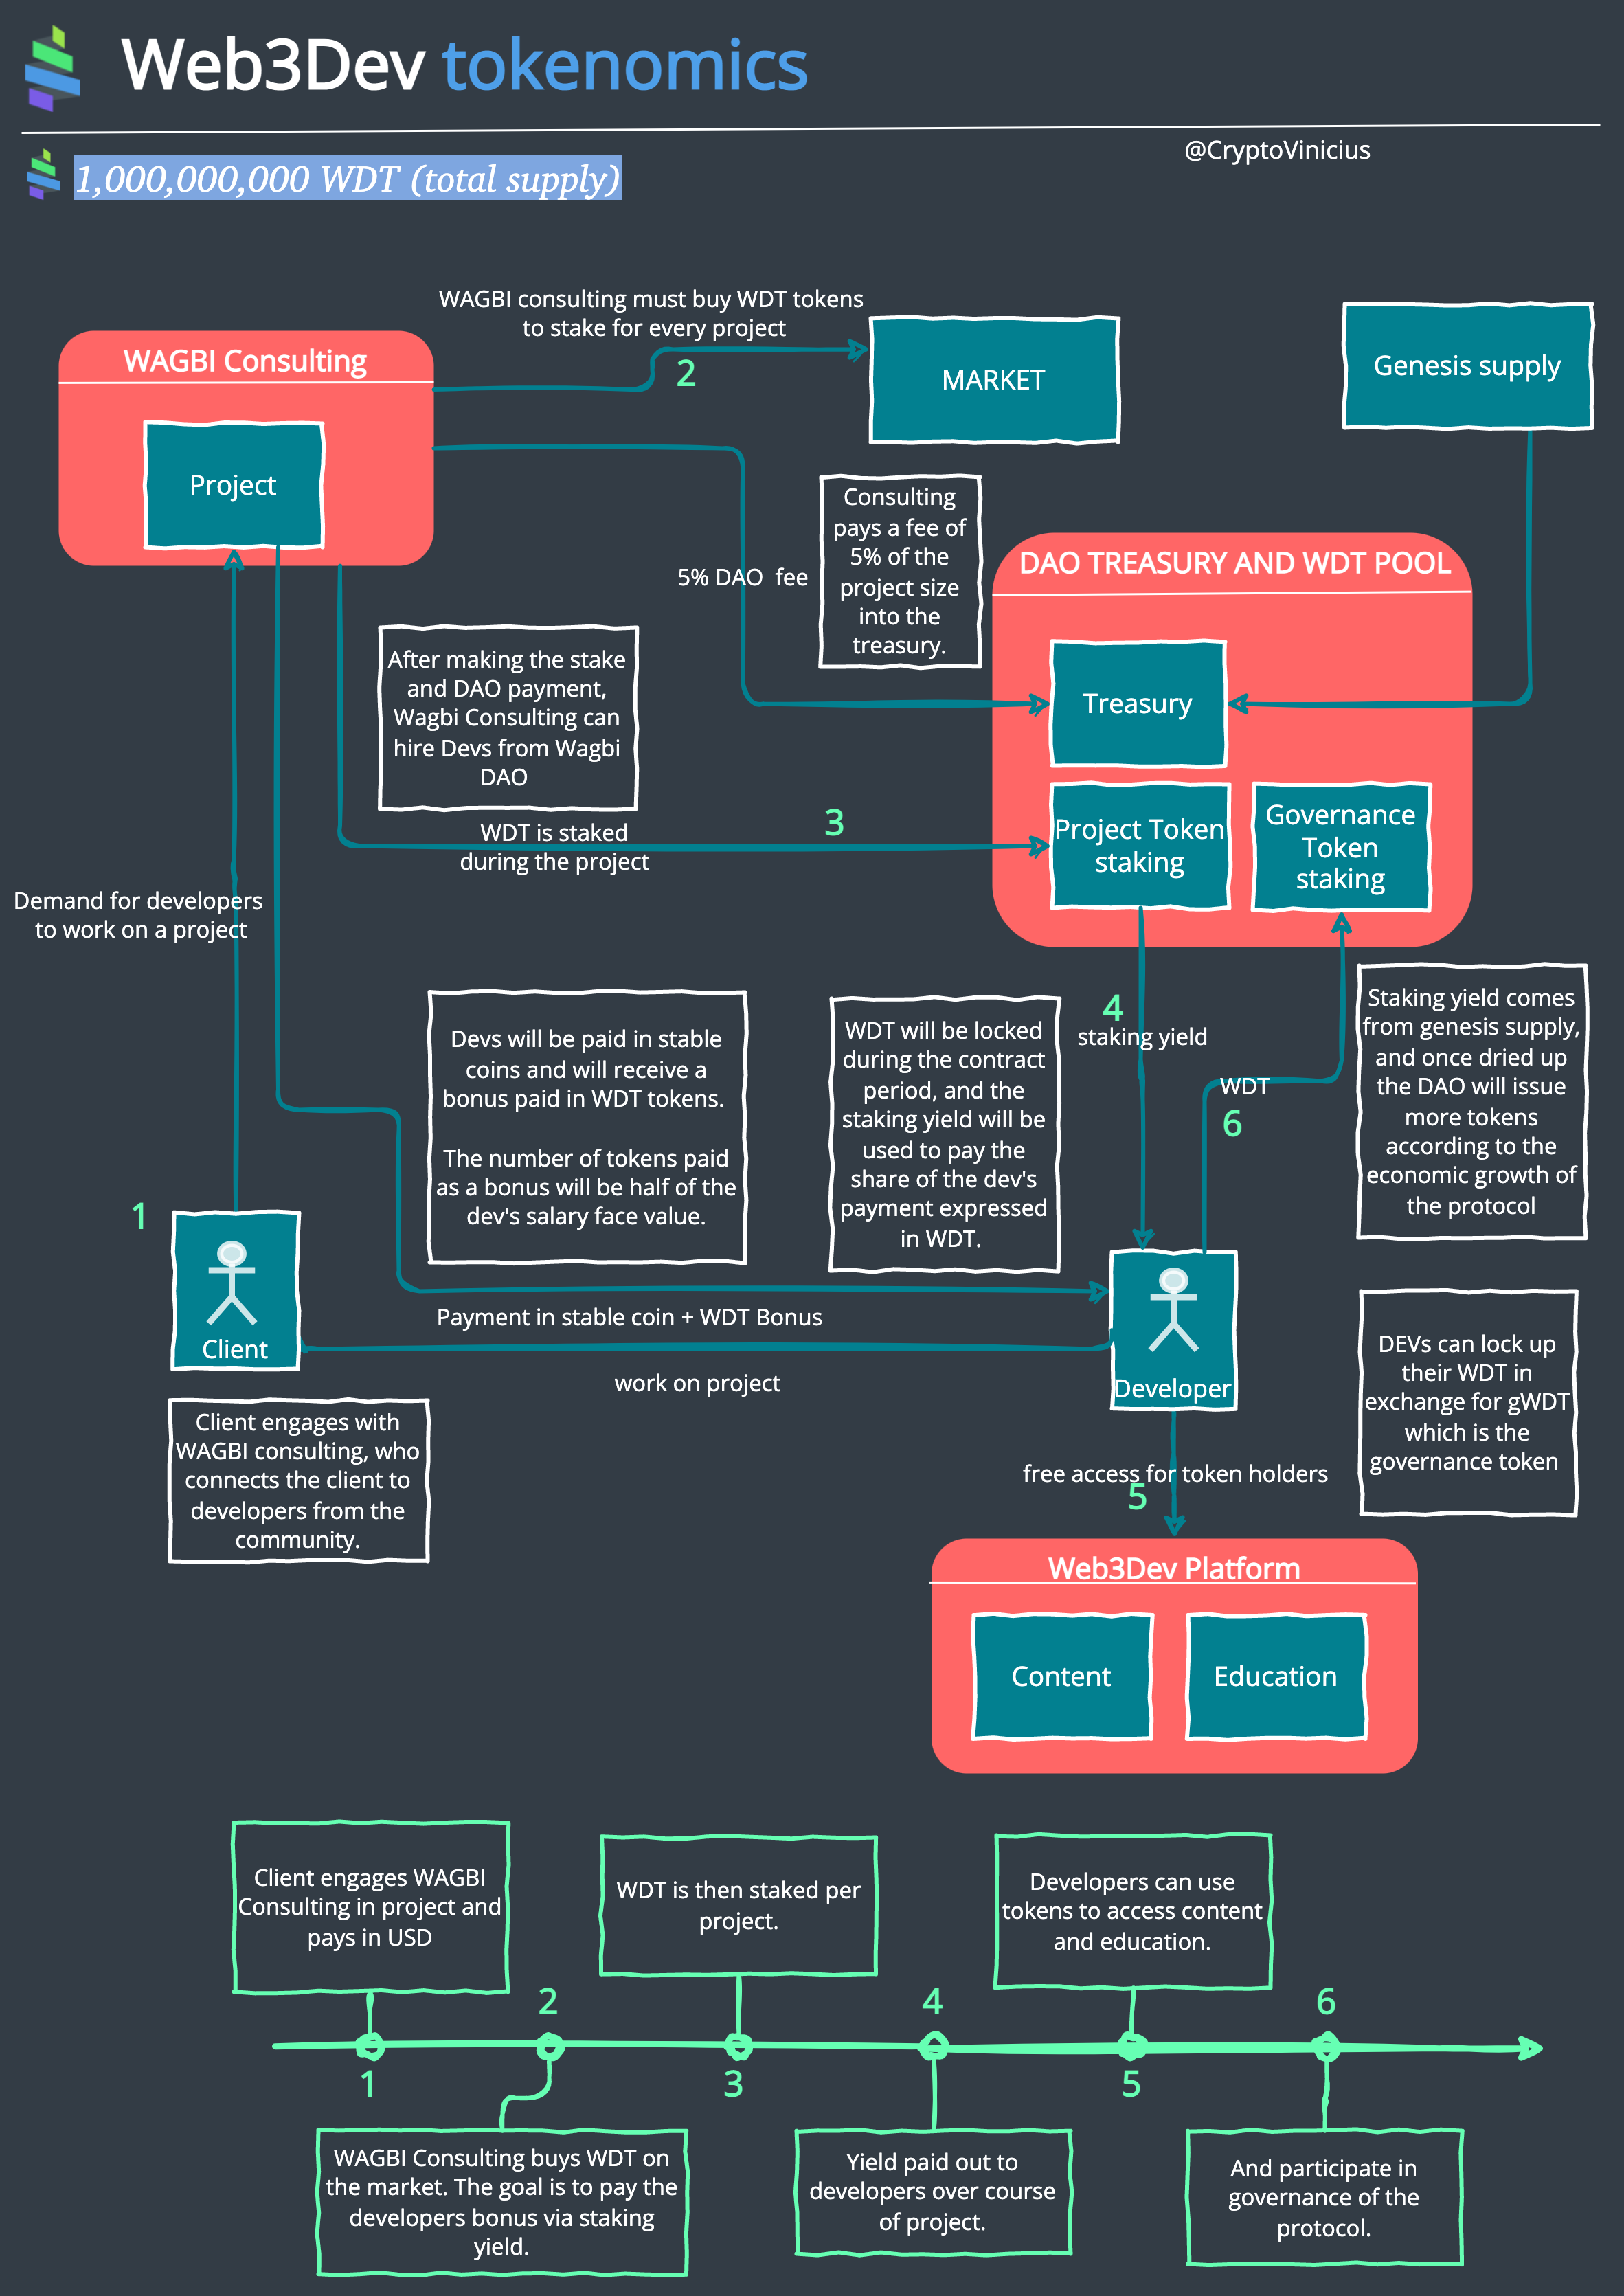 Web3Dev tokenomics
@CryptoVinicius
1,000,000,000 WDT (total supply)
WAGBI consulting must buy WDT tokens
to stake for every project
2
WAGBI Consulting
Project
MARKET
Genesis supply
Consulting
pays a fee of
5% of the
project size
into the
treasury.
5% DAO  fee
DAO TREASURY AND WDT POOL
Treasury
Project Token
staking
Governance
Token
staking
After making the stake
and DAO payment,
Wagbi Consulting can
hire Devs from Wagbi
DAO
3
WDT is staked
during the project
Demand for developers
to work on a project
Devs will be paid in stable
coins and will receive a
bonus paid in WDT tokens.
The number of tokens paid
as a bonus will be half of the
dev's salary face value.
WDT will be locked
during the contract
period, and the
staking yield will be
used to pay the
share of the dev's
payment expressed
in WDT.
4
staking yield
WDT
6
Staking yield comes
from genesis supply,
and once dried up
the DAO will issue
more tokens
according to the
economic growth of
the protocol
1
Client
Payment in stable coin + WDT Bonus
work on project
Developer
DEVs can lock up
their WDT in
exchange for gWDT
which is the
governance token
Client engages with
WAGBI consulting, who
connects the client to
developers from the
community.
free access for token holders
5
Web3Dev Platform
Content
Education
Client engages WAGBI
Consulting in project and
pays in USD
WDT is then staked per
project.
Developers can use
tokens to access content
and education.
2
4
6
1
3
5
WAGBI Consulting buys WDT on
the market. The goal is to pay the
developers bonus via staking
yield.
Yield paid out to
developers over course
of project.
And participate in
governance of the
protocol.